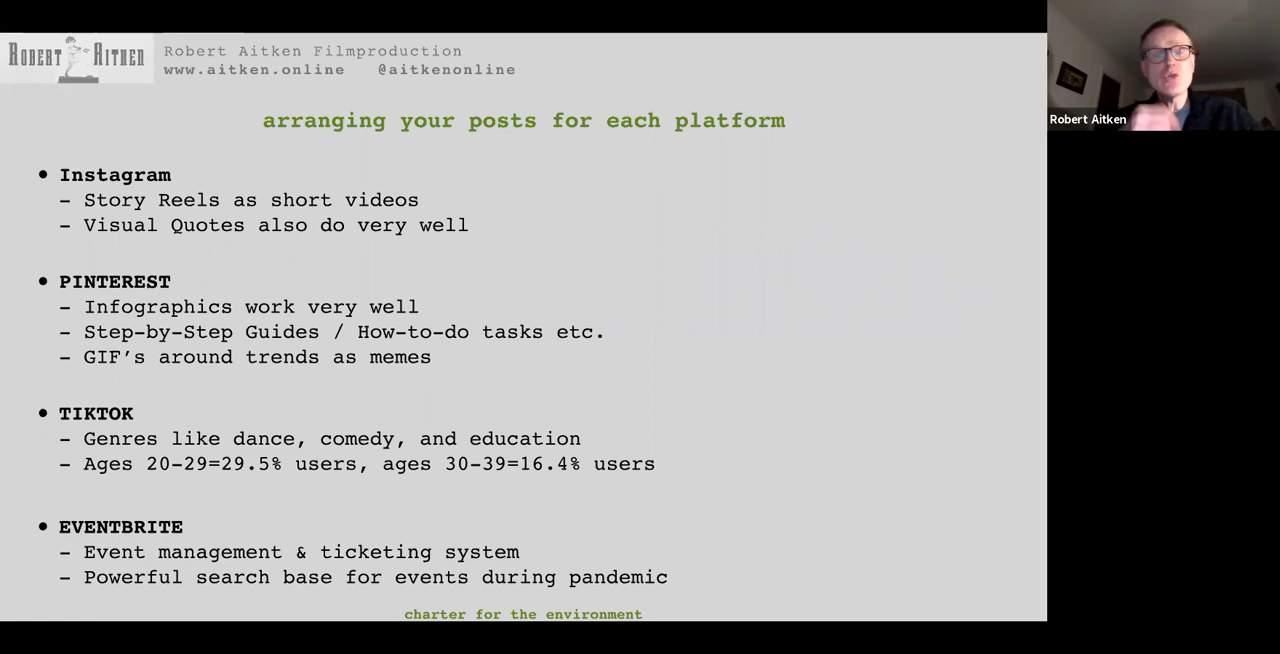 ROBERT AITKEN
Robert Aitken Filmproduction
www.aitken.online @aitkenonline
Robert Aitken
arranging your posts for each platform
• Instagram
– Story Reels as short videos
– Visual Quotes also do very well
• PINTEREST
– Infographics work very well
– Step-by-Step Guides / How-to-do tasks etc.
– GIF’s around trends as memes
• TIKTOK
– Genres like dance, comedy, and education
– Ages 20-29=29.5% users, ages 30-39=16.4% users
• EVENTBRITE
– Event management & ticketing system
– Powerful search base for events during pandemic
charter for the environment